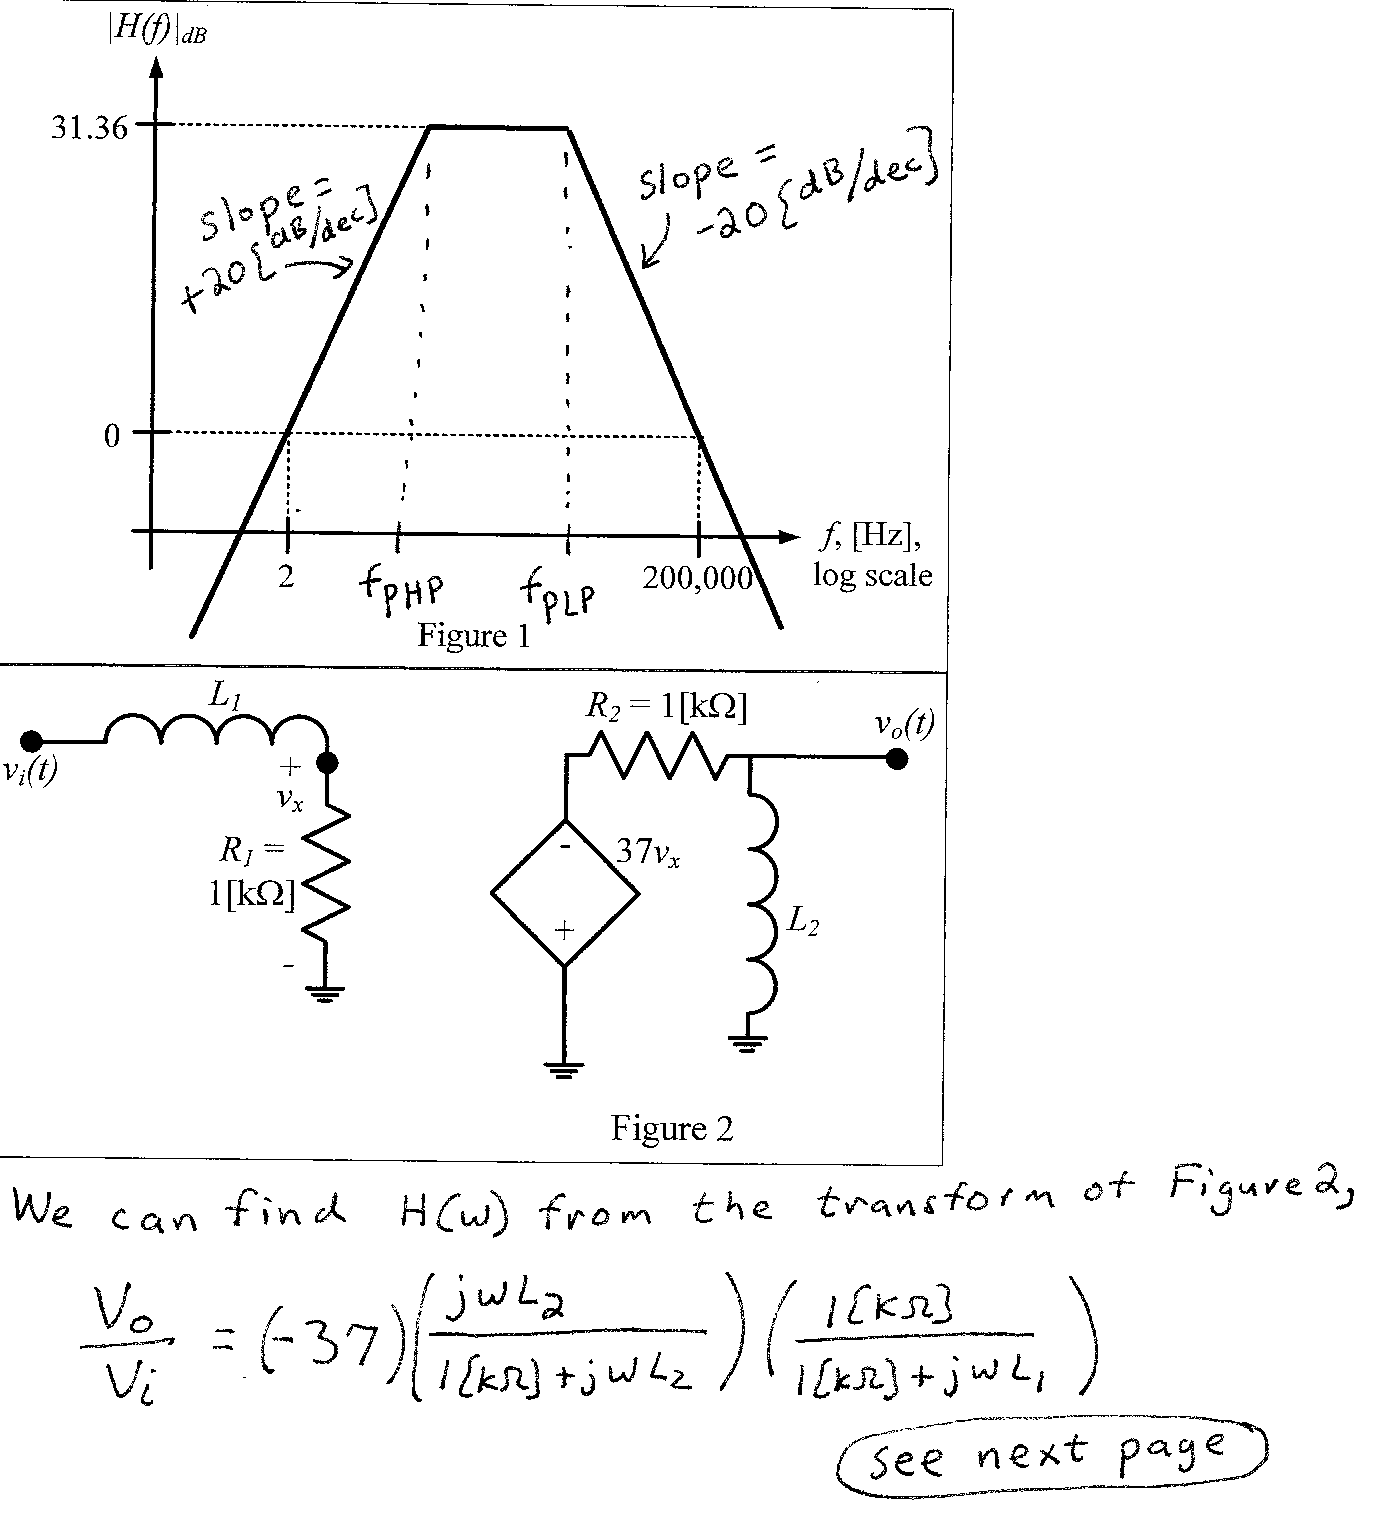 |H(f)|dB
31.36
slope =
+20[dB/dec]
slope =
-20[dB/dec]
0
2
fPHP
fPLP
200,000
f, [Hz],
log scale
Figure 1
L1
vi(t)
+
vx
R1 =
1[kΩ]
-
R2 = 1[kΩ]
vo(t)
-
37vx
+
L2
Figure 2
We can find H(ω) from the transform of Figure 2,
Vo/Vi = (-37)(jωL2/(1[kΩ]+jωL2))(1[kΩ]/(1[kΩ]+jωL1))
see next page